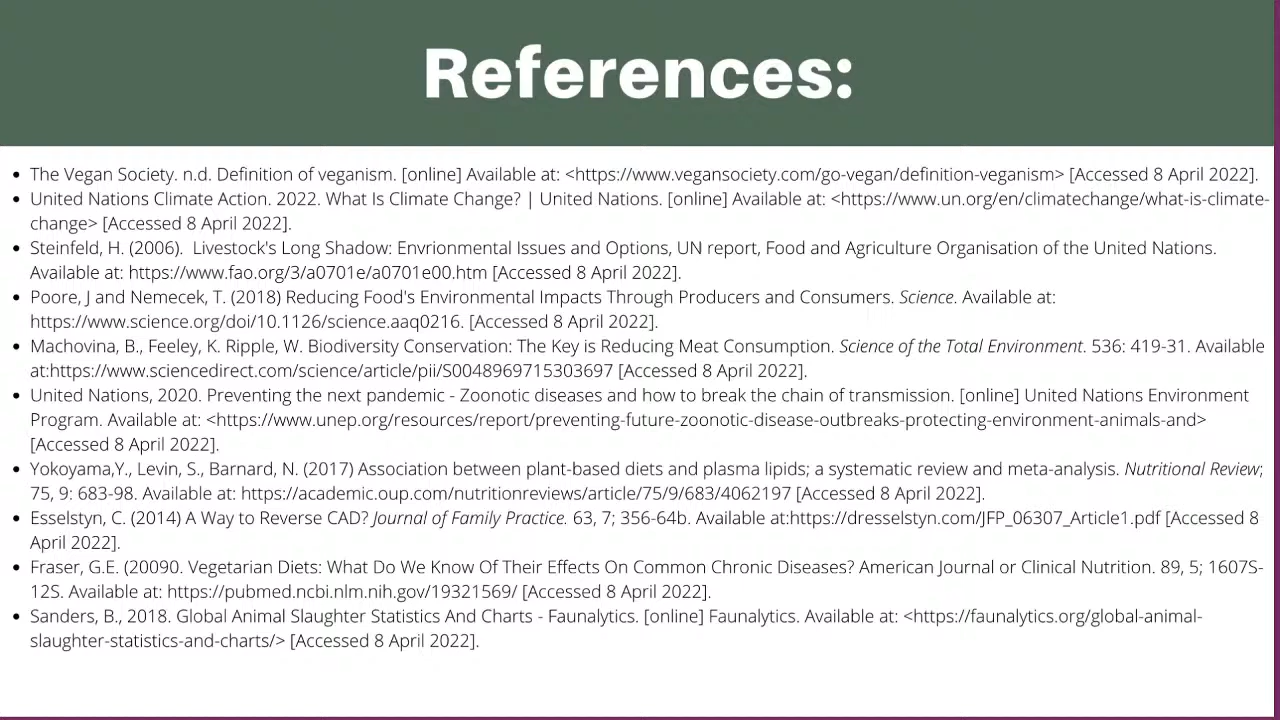 References:
• The Vegan Society. n.d. Definition of veganism. [online] Available at: <https://www.vegansociety.com/go-vegan/definition-veganism> [Accessed 8 April 2022].
• United Nations Climate Action. 2022. What Is Climate Change? | United Nations. [online] Available at: <https://www.un.org/en/climatechange/what-is-climate-
change> [Accessed 8 April 2022].
• Steinfeld, H. (2006).  Livestock's Long Shadow: Envrionmental Issues and Options, UN report, Food and Agriculture Organisation of the United Nations.
Available at: https://www.fao.org/3/a0701e/a0701e00.htm [Accessed 8 April 2022].
• Poore, J and Nemecek, T. (2018) Reducing Food's Environmental Impacts Through Producers and Consumers. Science. Available at:
https://www.science.org/doi/10.1126/science.aaq0216. [Accessed 8 April 2022].
• Machovina, B., Feeley, K. Ripple, W. Biodiversity Conservation: The Key is Reducing Meat Consumption. Science of the Total Environment. 536: 419-31. Available
at:https://www.sciencedirect.com/science/article/pii/S0048969715303697 [Accessed 8 April 2022].
• United Nations, 2020. Preventing the next pandemic - Zoonotic diseases and how to break the chain of transmission. [online] United Nations Environment
Program. Available at: <https://www.unep.org/resources/report/preventing-future-zoonotic-disease-outbreaks-protecting-environment-animals-and>
[Accessed 8 April 2022].
• Yokoyama,Y., Levin, S., Barnard, N. (2017) Association between plant-based diets and plasma lipids; a systematic review and meta-analysis. Nutritional Review;
75, 9: 683-98. Available at: https://academic.oup.com/nutritionreviews/article/75/9/683/4062197 [Accessed 8 April 2022].
• Esselstyn, C. (2014) A Way to Reverse CAD? Journal of Family Practice. 63, 7; 356-64b. Available at:https://dresselstyn.com/JFP_06307_Article1.pdf [Accessed 8
April 2022].
• Fraser, G.E. (20090. Vegetarian Diets: What Do We Know Of Their Effects On Common Chronic Diseases? American Journal or Clinical Nutrition. 89, 5; 1607S-
12S. Available at: https://pubmed.ncbi.nlm.nih.gov/19321569/ [Accessed 8 April 2022].
• Sanders, B., 2018. Global Animal Slaughter Statistics And Charts - Faunalytics. [online] Faunalytics. Available at: <https://faunalytics.org/global-animal-
slaughter-statistics-and-charts/> [Accessed 8 April 2022].